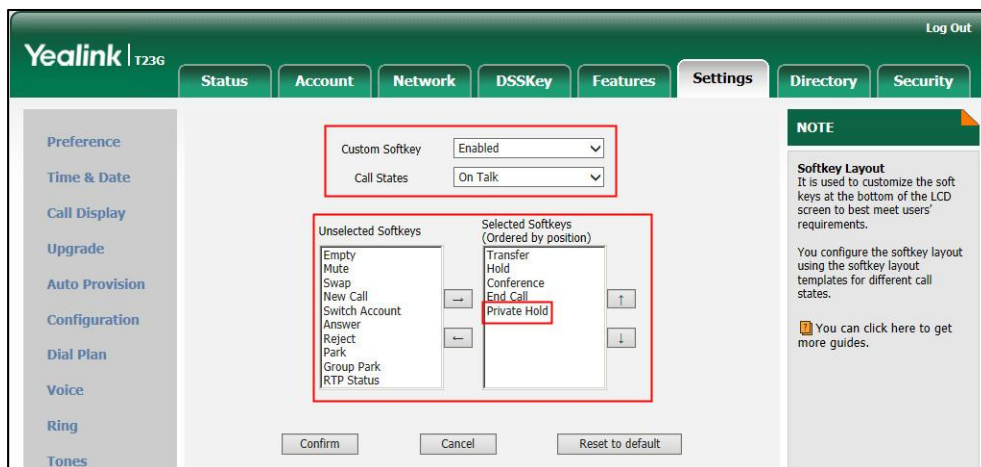 Log Out
Yealink | T23G
Status Account Network DSSKey Features Settings Directory Security
Preference
Time & Date
Call Display
Upgrade
Auto Provision
Configuration
Dial Plan
Voice
Ring
Tones
Custom Softkey Enabled
Call States On Talk
Unselected Softkeys
Empty
Mute
Swap
New Call
Switch Account
Answer
Reject
Park
Group Park
RTP Status
→
←
Selected Softkeys
(Ordered by position)
Transfer
Hold
Conference
End Call
Private Hold
↑
↓
Confirm Cancel Reset to default
NOTE
Softkey Layout
It is used to customize the soft
keys at the bottom of the LCD
screen to best meet users'
requirements.
You configure the softkey layout
using the softkey layout
templates for different call
states.
? You can click here to get
more guides.